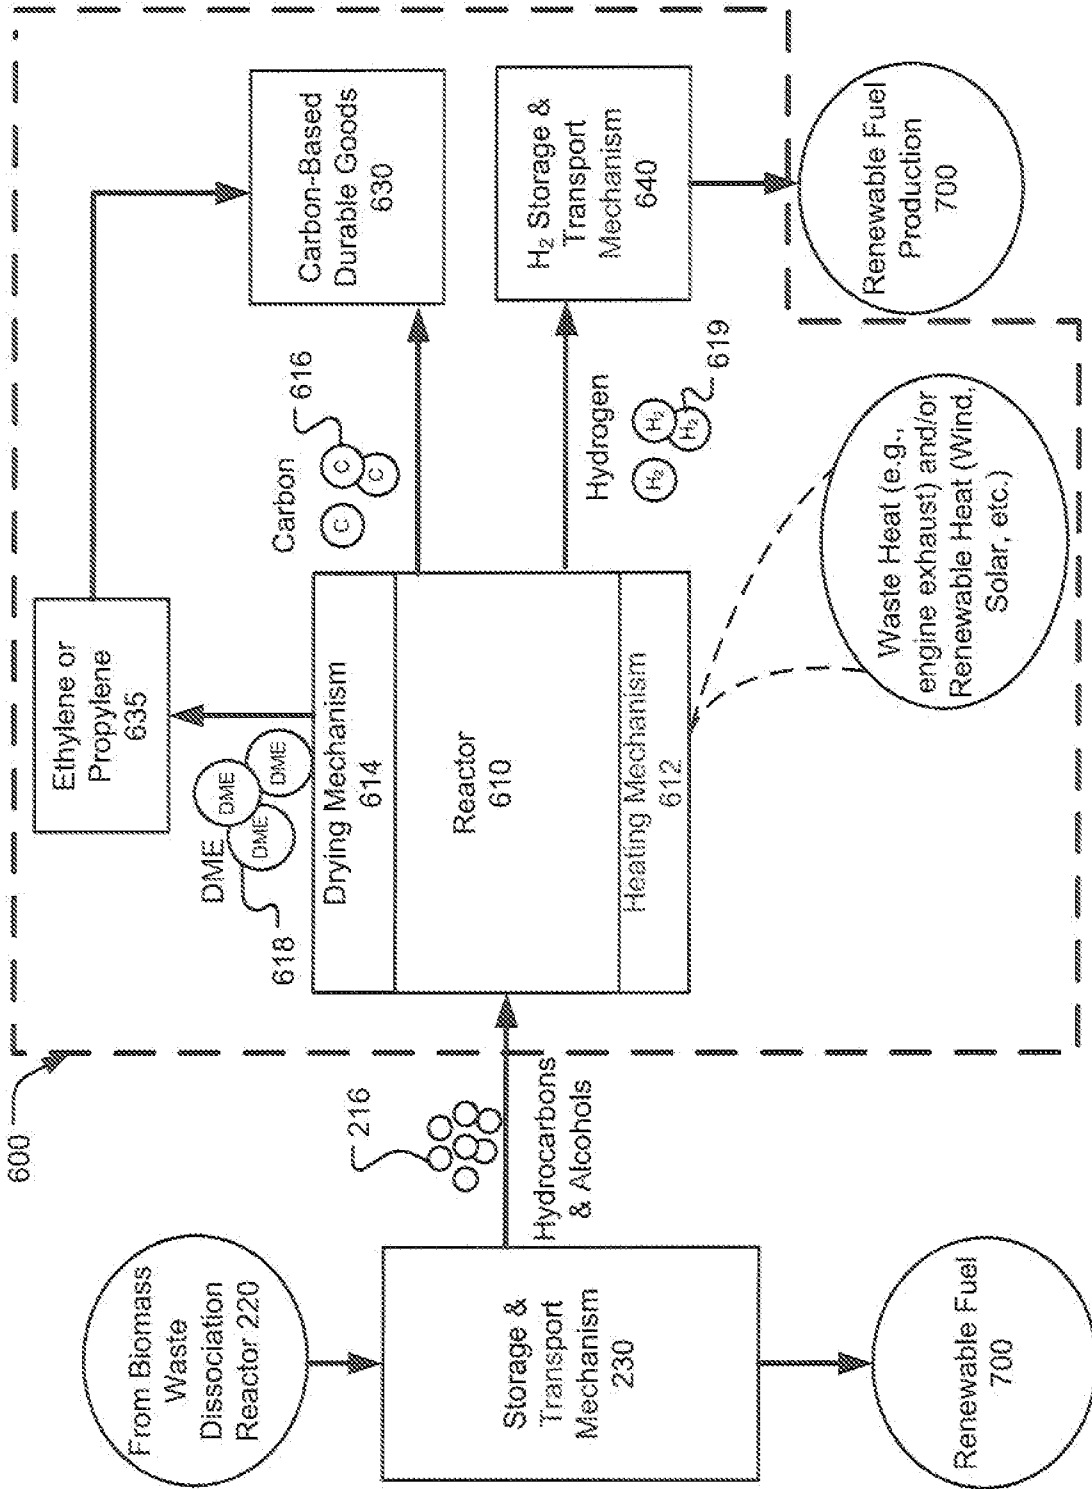 600
From Biomass
Waste
Dissociation
Reactor 220
Storage &
Transport
Mechanism
230
Renewable Fuel
700
216
Hydrocarbons
& Alcohols
618
DME
DME
DME
DME
Drying Mechanism
614
Reactor
610
Heating Mechanism
612
Ethylene or
Propylene
635
Carbon
616
C
C
C
Hydrogen
H₂
H₂
H₂
619
Waste Heat (e.g.,
engine exhaust) and/or
Renewable Heat (Wind,
Solar, etc.)
Carbon-Based
Durable Goods
630
H₂ Storage &
Transport
Mechanism
640
Renewable Fuel
Production
700